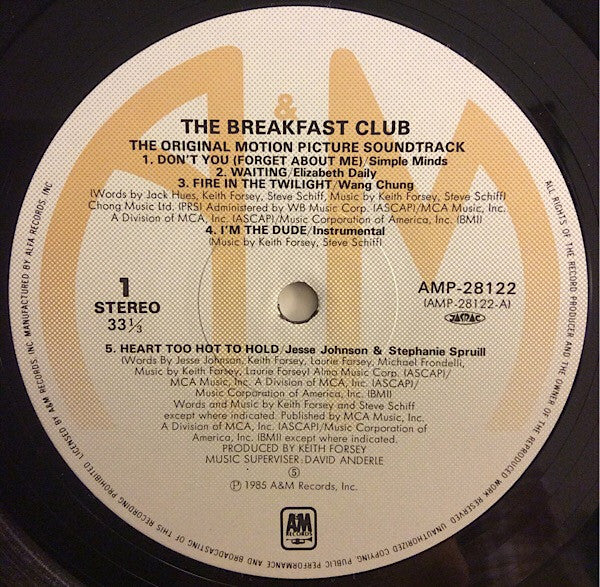 A&M
THE BREAKFAST CLUB
THE ORIGINAL MOTION PICTURE SOUNDTRACK
1. DON'T YOU (FORGET ABOUT ME)/Simple Minds
2. WAITING/Elizabeth Daily
3. FIRE IN THE TWILIGHT/Wang Chung
(Words by Jack Hues, Keith Forsey, Steve Schiff, Music by Keith Forsey, Steve Schiff)
Chong Music Ltd. (PRS) Administered by WB Music Corp. (ASCAP)/MCA Music, Inc.
A Division of MCA, Inc. (ASCAP)/Music Corporation of America, Inc. (BMI)
4. I'M THE DUDE/Instrumental
(Music by Keith Forsey, Steve Schiff)
1
STEREO
33⅓
AMP-28122
(AMP-28122-A)
JASRAC
5. HEART TOO HOT TO HOLD/Jesse Johnson & Stephanie Spruill
(Words By Jesse Johnson, Keith Forsey, Laurie Forsey, Michael Frondelli,
Music by Keith Forsey, Laurie Forsey) Almo Music Corp. (ASCAP)/
MCA Music, Inc. A Division of MCA, Inc. (ASCAP)/
Music Corporation of America, Inc. (BMI)
Words and Music by Keith Forsey and Steve Schiff
except where indicated. Published by MCA Music, Inc.
A Division of MCA, Inc. (ASCAP)/Music Corporation of
America, Inc. (BMI) except where indicated.
PRODUCED BY KEITH FORSEY
MUSIC SUPERVISER: DAVID ANDERLE
Ⓢ
℗ 1985 A&M Records, Inc.
A&M
RECORDS
ALL RIGHTS OF THE RECORD PRODUCER AND THE OWNER OF THE REPRODUCED WORK RESERVED. UNAUTHORIZED COPYING, PUBLIC PERFORMANCE AND BROADCASTING OF THIS RECORDING PROHIBITED. LICENSED BY A&M RECORDS, INC. MANUFACTURED BY ALFA RECORDS, INC